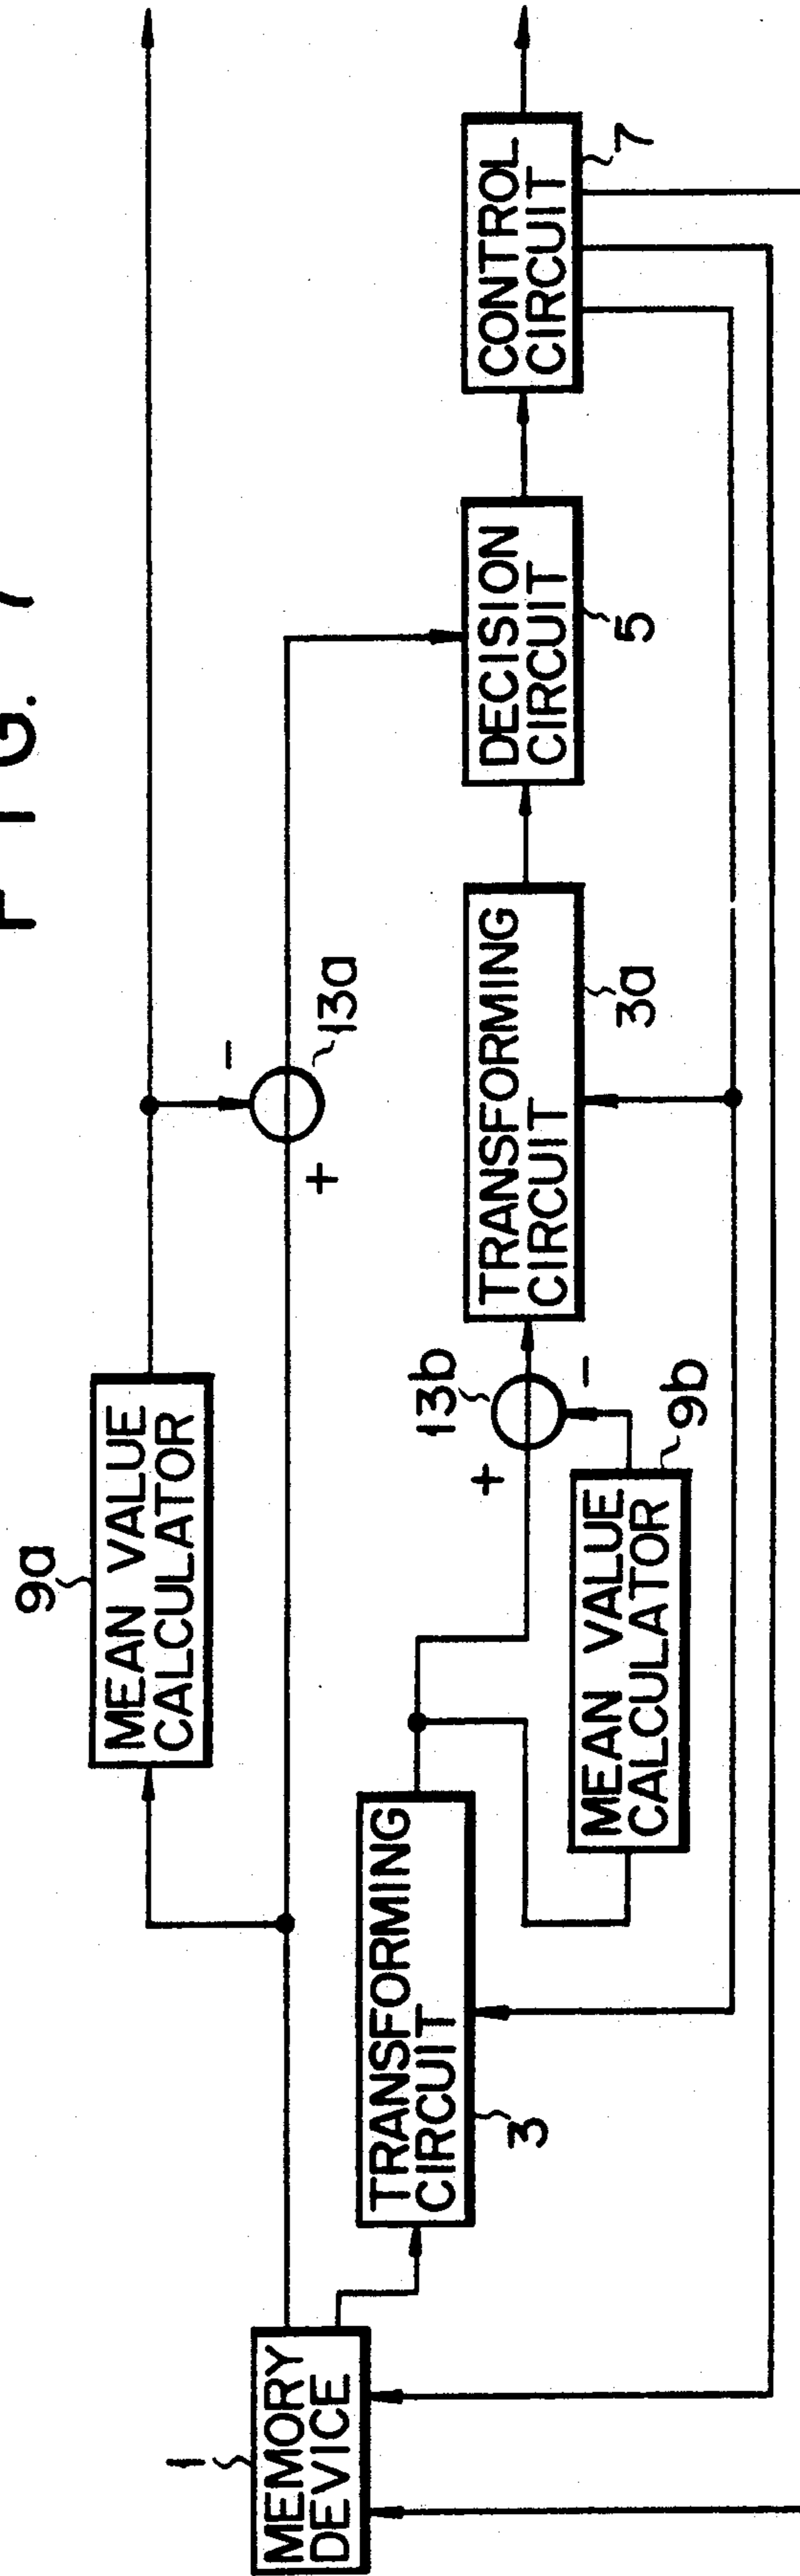 FIG. 7
9a
MEAN VALUE
CALCULATOR
-
+
13a
1
MEMORY
DEVICE
TRANSFORMING
CIRCUIT
3
13b
+
-
MEAN VALUE
CALCULATOR
9b
TRANSFORMING
CIRCUIT
3a
DECISION
CIRCUIT
5
CONTROL
CIRCUIT
7